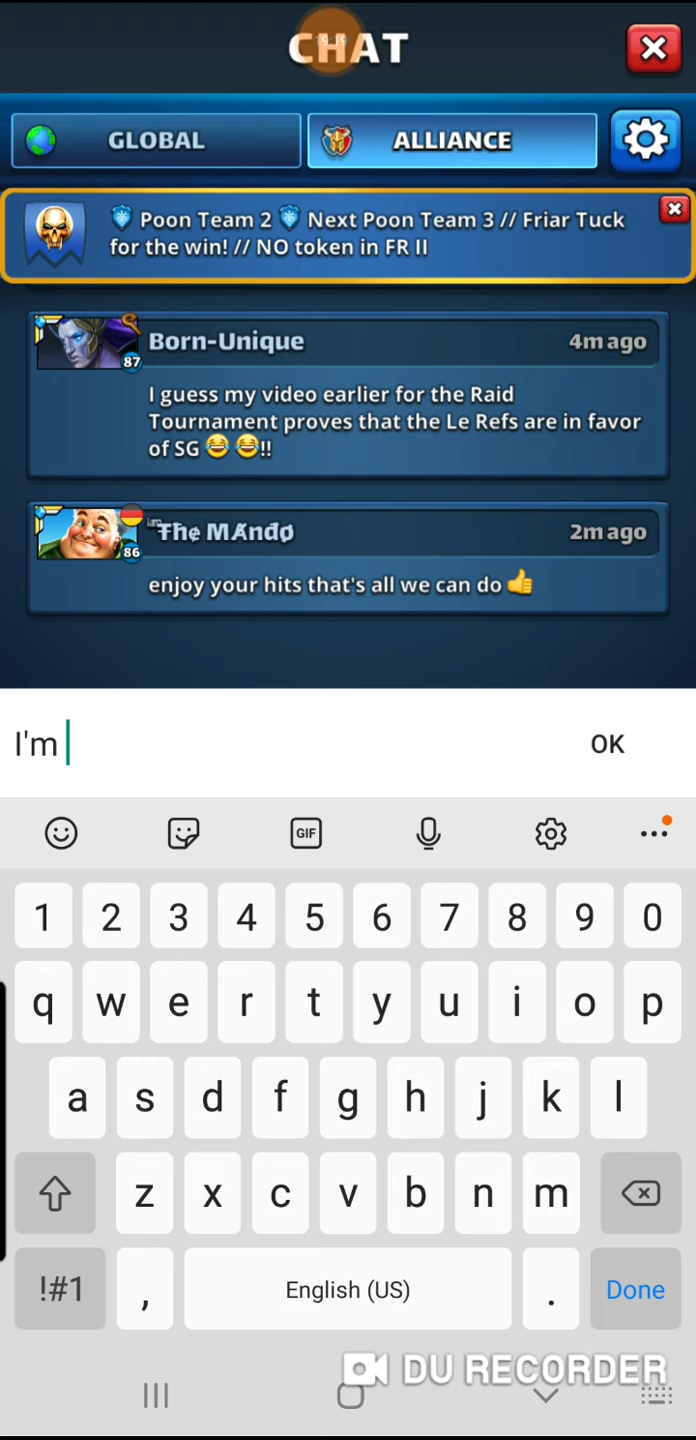 CHAT
GLOBAL
ALLIANCE
Poon Team 2 Next Poon Team 3 // Friar Tuck
for the win! // NO token in FR II
Born-Unique
4m ago
87
I guess my video earlier for the Raid
Tournament proves that the Le Refs are in favor
of SG 😂 😂!!
Ŧħɇ MȺnđø
2m ago
86
enjoy your hits that's all we can do 👍
I'm
OK
GIF
1 2 3 4 5 6 7 8 9 0
q w e r t y u i o p
a s d f g h j k l
z x c v b n m
!#1 , English (US) . Done
DU RECORDER